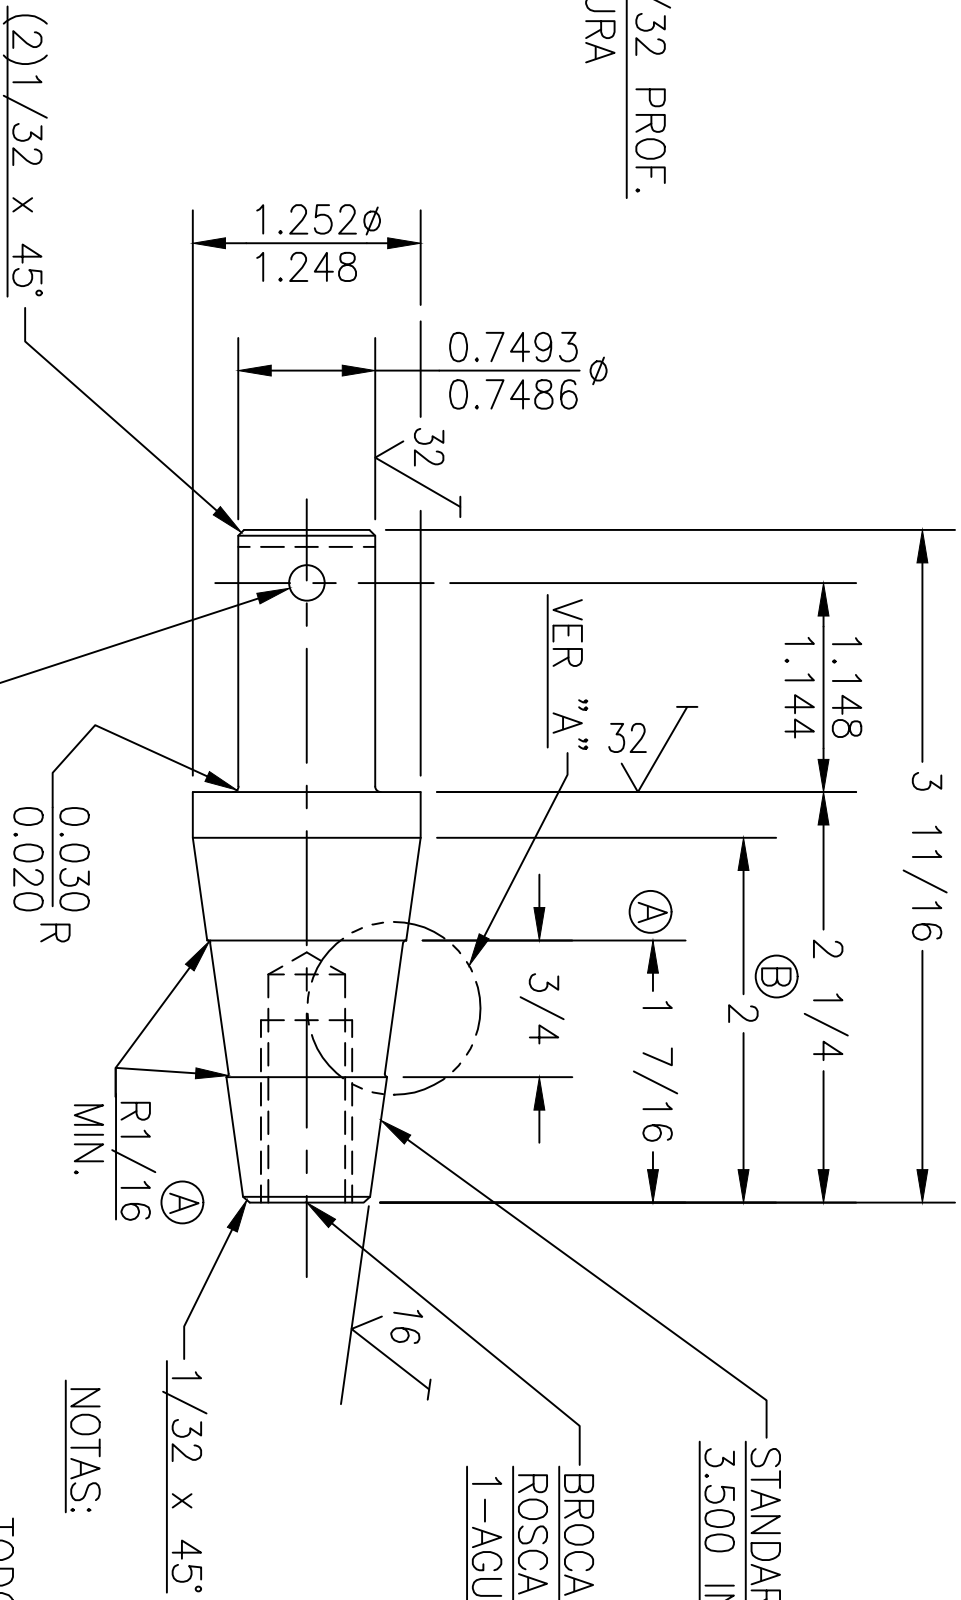 /32 PROF.
URA
(2)1/32 x 45°
1.252ø
1.248
0.7493 ø
0.7486
32
3 11/16
1.148
1.144
2 1/4
B
2
VER "A"
32
A
1 7/16
3/4
0.030 R
0.020
R1/16 A
MIN.
16
1/32 x 45°
STANDAR
3.500 IN
BROCA
ROSCA
1-AGU
NOTAS: